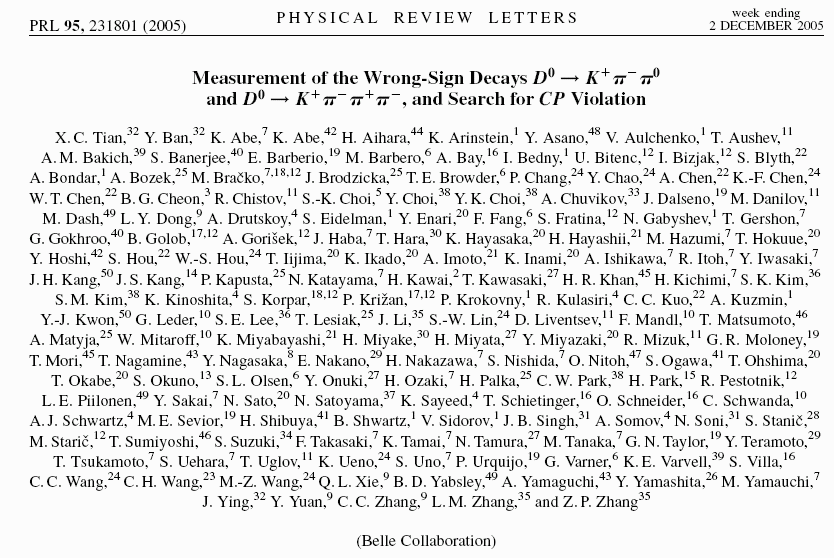 PHYSICAL REVIEW LETTERS
week ending
PRL 95, 231801 (2005)
2 DECEMBER 2005
Measurement of the Wrong-Sign Decays D⁰ → K⁺π⁻π⁰
and D⁰ → K⁺π⁻π⁺π⁻, and Search for CP Violation
X. C. Tian,³² Y. Ban,³² K. Abe,⁷ K. Abe,⁴² H. Aihara,⁴⁴ K. Arinstein,¹ Y. Asano,⁴⁸ V. Aulchenko,¹ T. Aushev,¹¹
A. M. Bakich,³⁹ S. Banerjee,⁴⁰ E. Barberio,¹⁹ M. Barbero,⁶ A. Bay,¹⁶ I. Bedny,¹ U. Bitenc,¹² I. Bizjak,¹² S. Blyth,²²
A. Bondar,¹ A. Bozek,²⁵ M. Bračko,⁷,¹⁸,¹² J. Brodzicka,²⁵ T. E. Browder,⁶ P. Chang,²⁴ Y. Chao,²⁴ A. Chen,²² K.-F. Chen,²⁴
W. T. Chen,²² B. G. Cheon,³ R. Chistov,¹¹ S.-K. Choi,⁵ Y. Choi,³⁸ Y. K. Choi,³⁸ A. Chuvikov,³³ J. Dalseno,¹⁹ M. Danilov,¹¹
M. Dash,⁴⁹ L. Y. Dong,⁹ A. Drutskoy,⁴ S. Eidelman,¹ Y. Enari,²⁰ F. Fang,⁶ S. Fratina,¹² N. Gabyshev,¹ T. Gershon,⁷
G. Gokhroo,⁴⁰ B. Golob,¹⁷,¹² A. Gorišek,¹² J. Haba,⁷ T. Hara,³⁰ K. Hayasaka,²⁰ H. Hayashii,²¹ M. Hazumi,⁷ T. Hokuue,²⁰
Y. Hoshi,⁴² S. Hou,²² W.-S. Hou,²⁴ T. Iijima,²⁰ K. Ikado,²⁰ A. Imoto,²¹ K. Inami,²⁰ A. Ishikawa,⁷ R. Itoh,⁷ Y. Iwasaki,⁷
J. H. Kang,⁵⁰ J. S. Kang,¹⁴ P. Kapusta,²⁵ N. Katayama,⁷ H. Kawai,² T. Kawasaki,²⁷ H. R. Khan,⁴⁵ H. Kichimi,⁷ S. K. Kim,³⁶
S. M. Kim,³⁸ K. Kinoshita,⁴ S. Korpar,¹⁸,¹² P. Križan,¹⁷,¹² P. Krokovny,¹ R. Kulasiri,⁴ C. C. Kuo,²² A. Kuzmin,¹
Y.-J. Kwon,⁵⁰ G. Leder,¹⁰ S. E. Lee,³⁶ T. Lesiak,²⁵ J. Li,³⁵ S.-W. Lin,²⁴ D. Liventsev,¹¹ F. Mandl,¹⁰ T. Matsumoto,⁴⁶
A. Matyja,²⁵ W. Mitaroff,¹⁰ K. Miyabayashi,²¹ H. Miyake,³⁰ H. Miyata,²⁷ Y. Miyazaki,²⁰ R. Mizuk,¹¹ G. R. Moloney,¹⁹
T. Mori,⁴⁵ T. Nagamine,⁴³ Y. Nagasaka,⁸ E. Nakano,²⁹ H. Nakazawa,⁷ S. Nishida,⁷ O. Nitoh,⁴⁷ S. Ogawa,⁴¹ T. Ohshima,²⁰
T. Okabe,²⁰ S. Okuno,¹³ S. L. Olsen,⁶ Y. Onuki,²⁷ H. Ozaki,⁷ H. Palka,²⁵ C. W. Park,³⁸ H. Park,¹⁵ R. Pestotnik,¹²
L. E. Piilonen,⁴⁹ Y. Sakai,⁷ N. Sato,²⁰ N. Satoyama,³⁷ K. Sayeed,⁴ T. Schietinger,¹⁶ O. Schneider,¹⁶ C. Schwanda,¹⁰
A. J. Schwartz,⁴ M. E. Sevior,¹⁹ H. Shibuya,⁴¹ B. Shwartz,¹ V. Sidorov,¹ J. B. Singh,³¹ A. Somov,⁴ N. Soni,³¹ S. Stanič,²⁸
M. Starič,¹² T. Sumiyoshi,⁴⁶ S. Suzuki,³⁴ F. Takasaki,⁷ K. Tamai,⁷ N. Tamura,²⁷ M. Tanaka,⁷ G. N. Taylor,¹⁹ Y. Teramoto,²⁹
T. Tsukamoto,⁷ S. Uehara,⁷ T. Uglov,¹¹ K. Ueno,²⁴ S. Uno,⁷ P. Urquijo,¹⁹ G. Varner,⁶ K. E. Varvell,³⁹ S. Villa,¹⁶
C. C. Wang,²⁴ C. H. Wang,²³ M.-Z. Wang,²⁴ Q. L. Xie,⁹ B. D. Yabsley,⁴⁹ A. Yamaguchi,⁴³ Y. Yamashita,²⁶ M. Yamauchi,⁷
J. Ying,³² Y. Yuan,⁹ C. C. Zhang,⁹ L. M. Zhang,³⁵ and Z. P. Zhang³⁵
(Belle Collaboration)